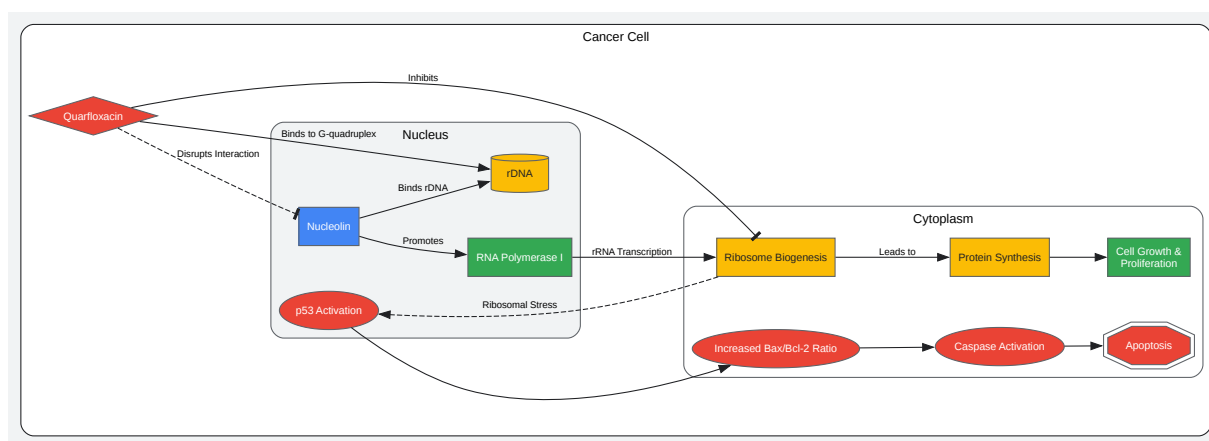 Cancer Cell
Inhibits
Quarfloxacin
Binds to G-quadruplex
Nucleus
Disrupts Interaction
rDNA
Binds rDNA
Nucleolin
Cytoplasm
Promotes
RNA Polymerase I
rRNA Transcription
Ribosome Biogenesis
Leads to
Protein Synthesis
Cell Growth &
Proliferation
Ribosomal Stress
p53 Activation
Increased Bax/Bcl-2 Ratio
Caspase Activation
Apoptosis